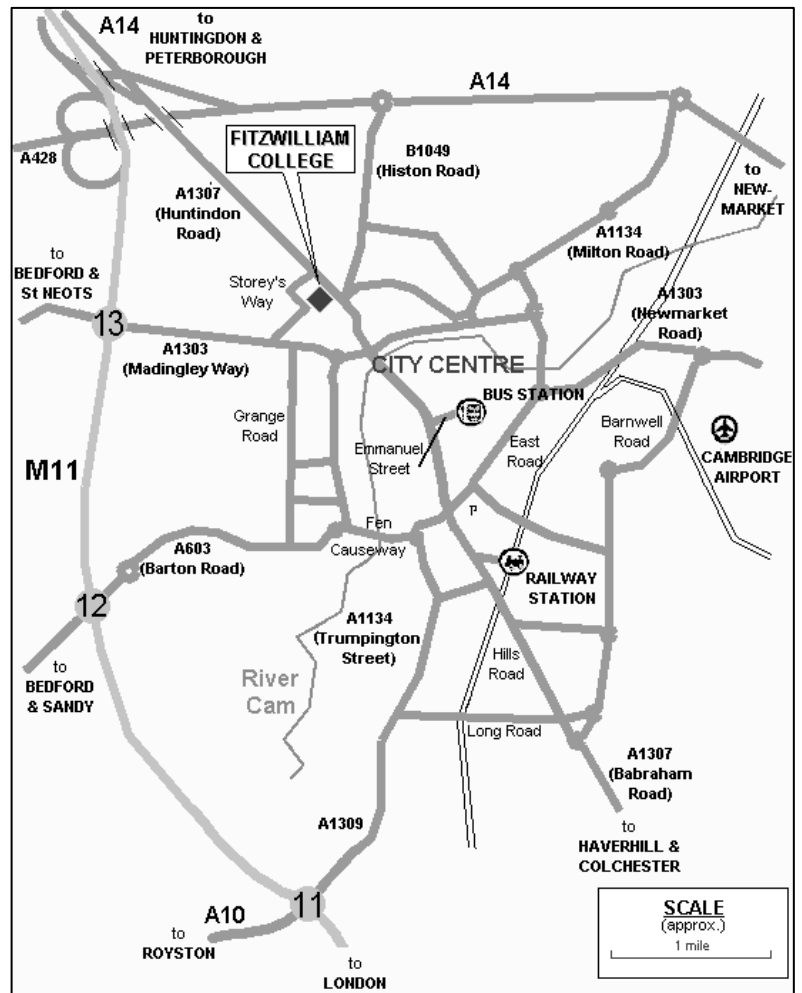 A14
to
HUNTINGDON &
PETERBOROUGH
A14
FITZWILLIAM
COLLEGE
B1049
(Histon Road)
A428
to
NEW-
MARKET
A1307
(Huntindon
Road)
A1134
(Milton Road)
to
BEDFORD &
St NEOTS
Storey's
Way
A1303
(Newmarket
Road)
13
A1303
(Madingley Way)
CITY CENTRE
BUS STATION
Grange
Road
Emmanuel
Street
East
Road
Barnwell
Road
CAMBRIDGE
AIRPORT
M11
P
Fen
Causeway
A603
(Barton Road)
RAILWAY
STATION
12
A1134
(Trumpington
Street)
to
BEDFORD
& SANDY
River
Cam
Hills
Road
Long Road
A1307
(Babraham
Road)
A1309
to
HAVERHILL &
COLCHESTER
11
A10
to
ROYSTON
to
LONDON
SCALE
(approx.)
1 mile